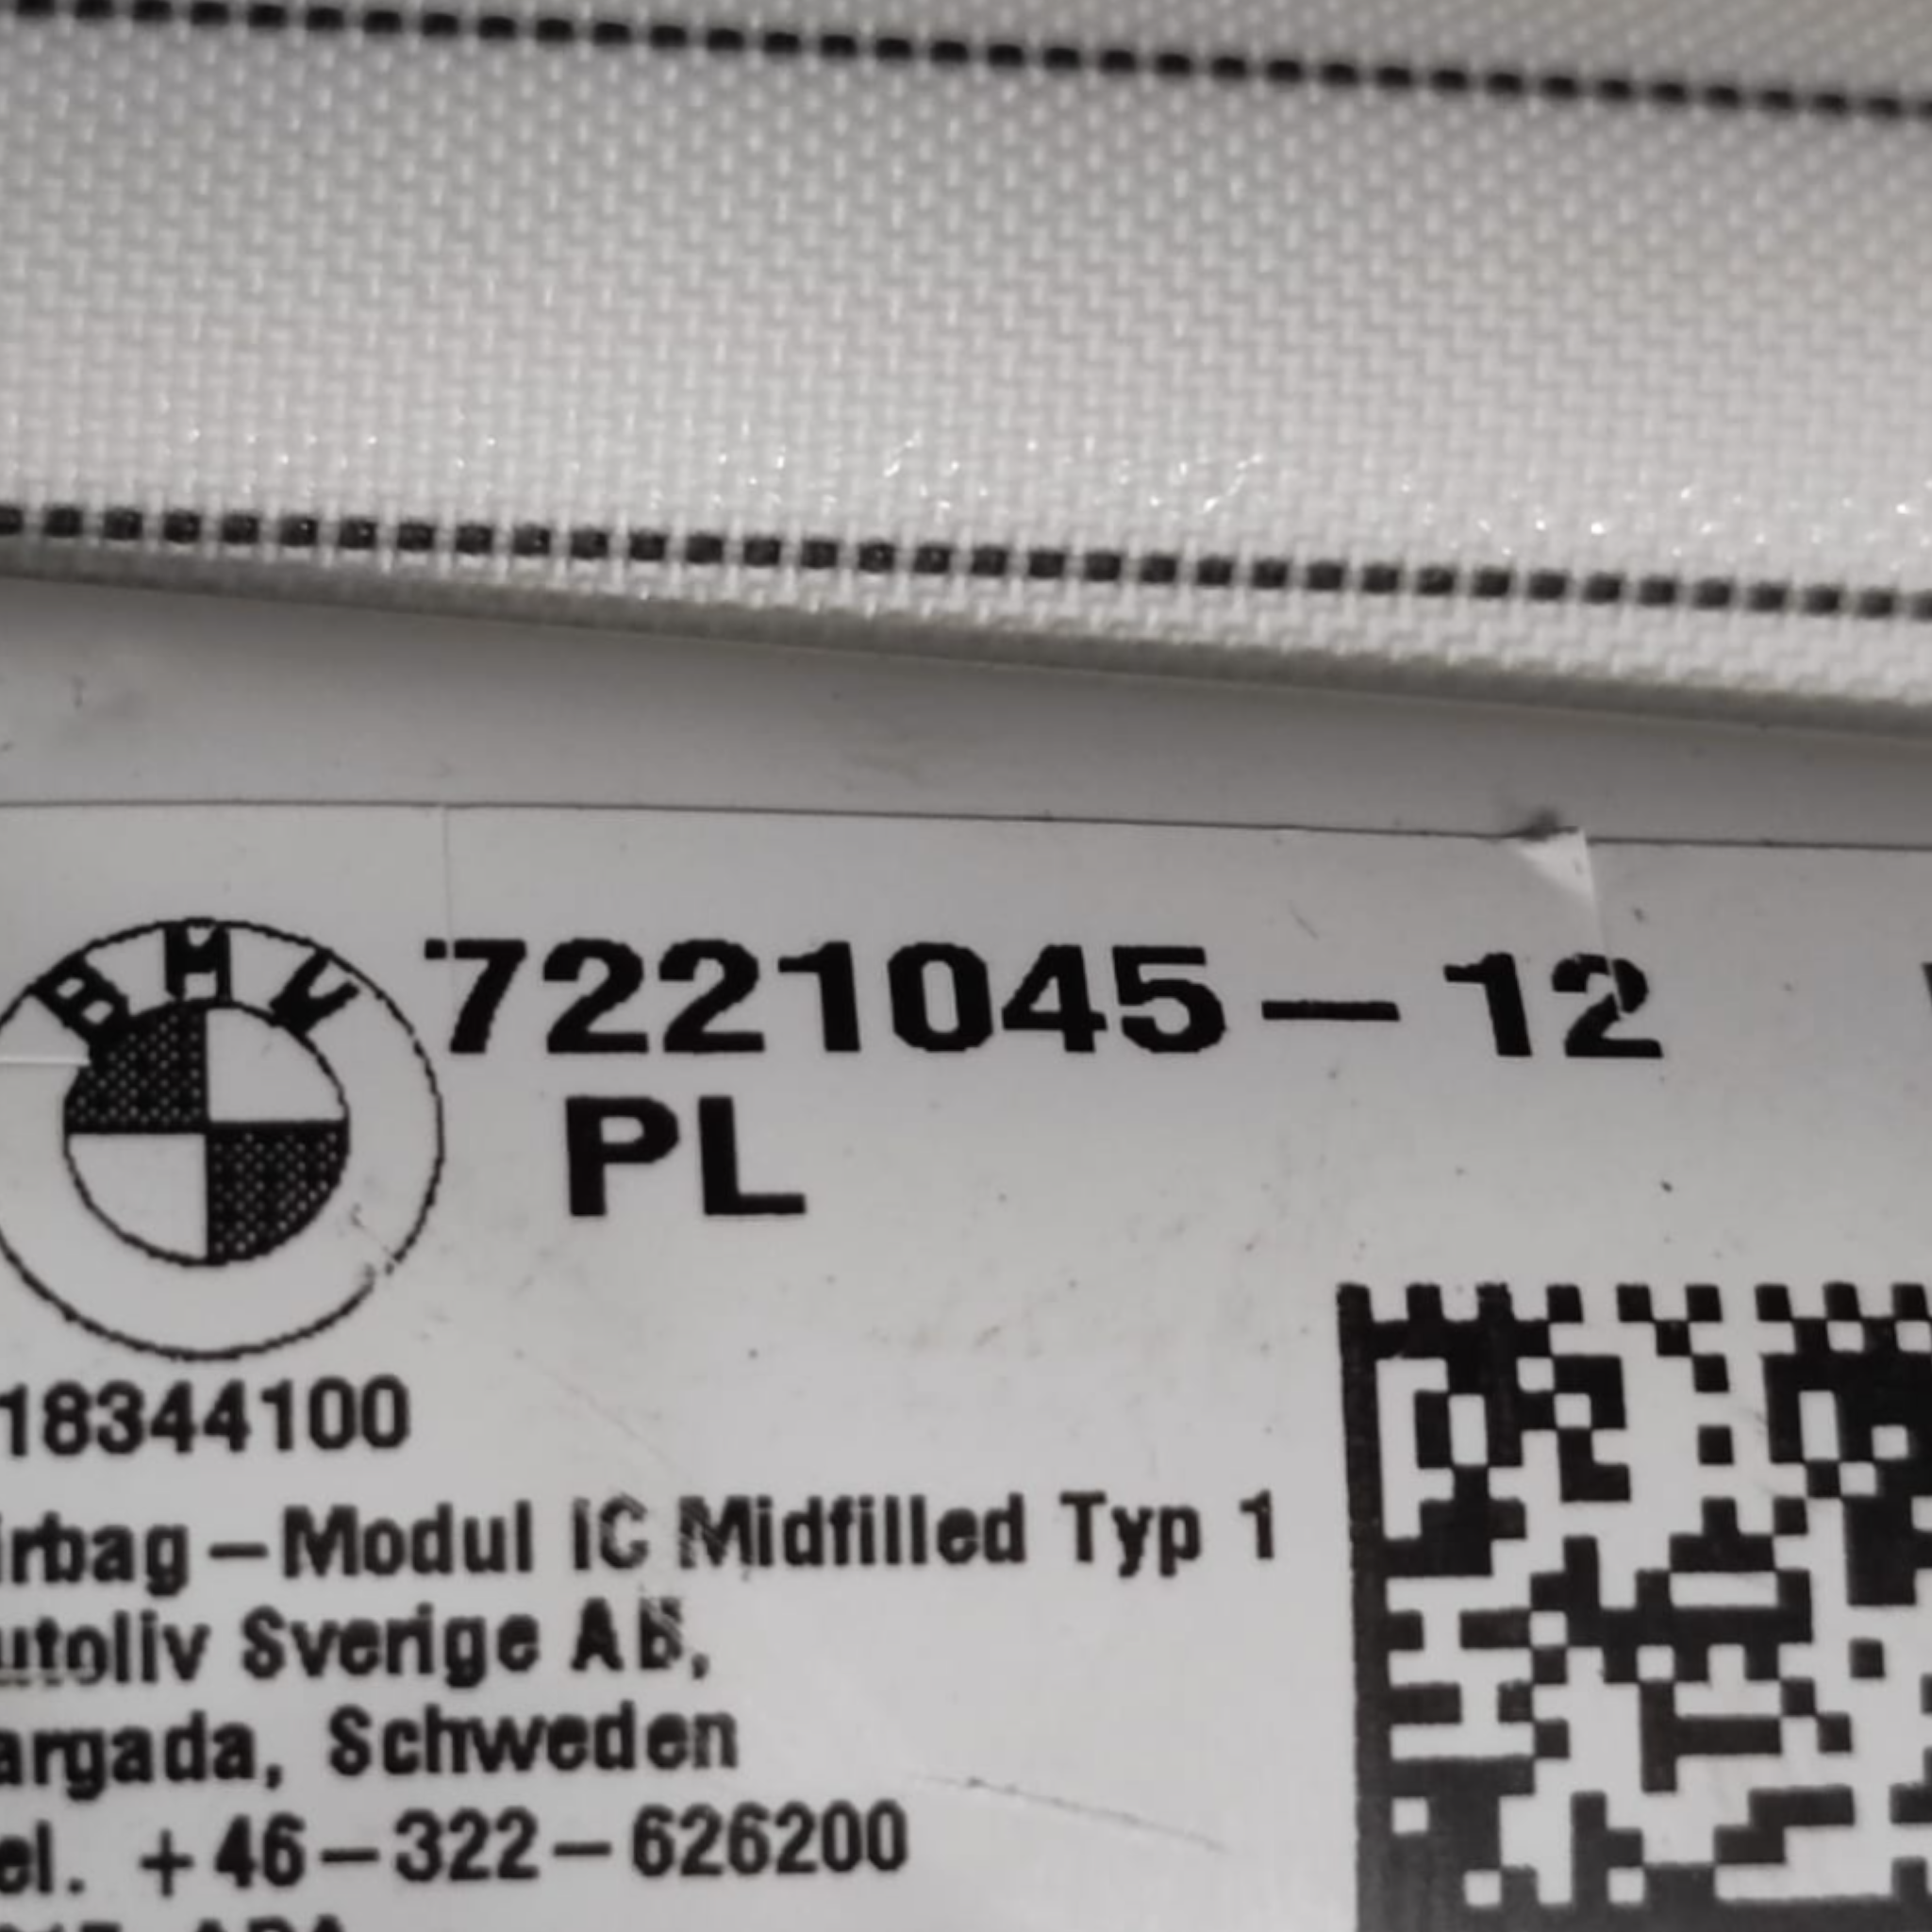 BMW 7221045-12
PL
18344100
irbag-Modul IC Midfilled Typ 1
utoliv Sverige AB,
argada, Schweden
el. +46-322-626200